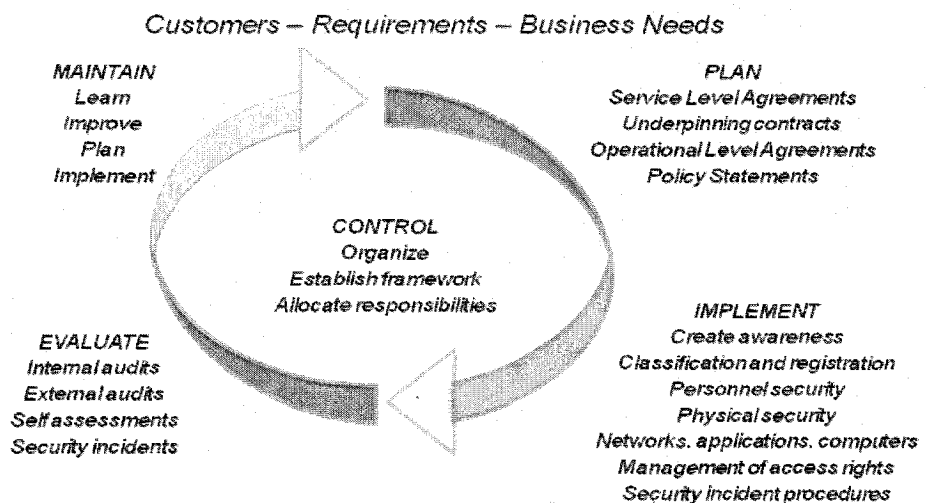 Customers – Requirements – Business Needs
MAINTAIN
Learn
Improve
Plan
Implement
PLAN
Service Level Agreements
Underpinning contracts
Operational Level Agreements
Policy Statements
CONTROL
Organize
Establish framework
Allocate responsibilities
EVALUATE
Internal audits
External audits
Self assessments
Security incidents
IMPLEMENT
Create awareness
Classification and registration
Personnel security
Physical security
Networks, applications, computers
Management of access rights
Security incident procedures